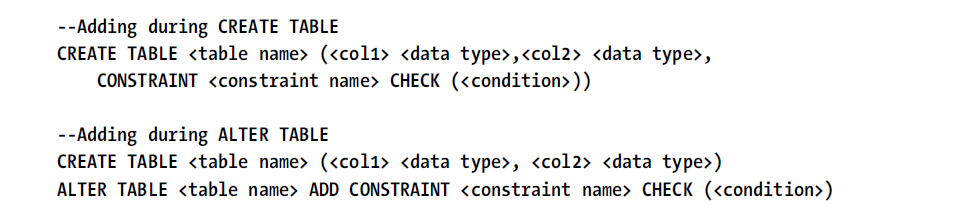 --Adding during CREATE TABLE
CREATE TABLE <table name> (<col1> <data type>,<col2> <data type>,
    CONSTRAINT <constraint name> CHECK (<condition>))

--Adding during ALTER TABLE
CREATE TABLE <table name> (<col1> <data type>, <col2> <data type>)
ALTER TABLE <table name> ADD CONSTRAINT <constraint name> CHECK (<condition>)